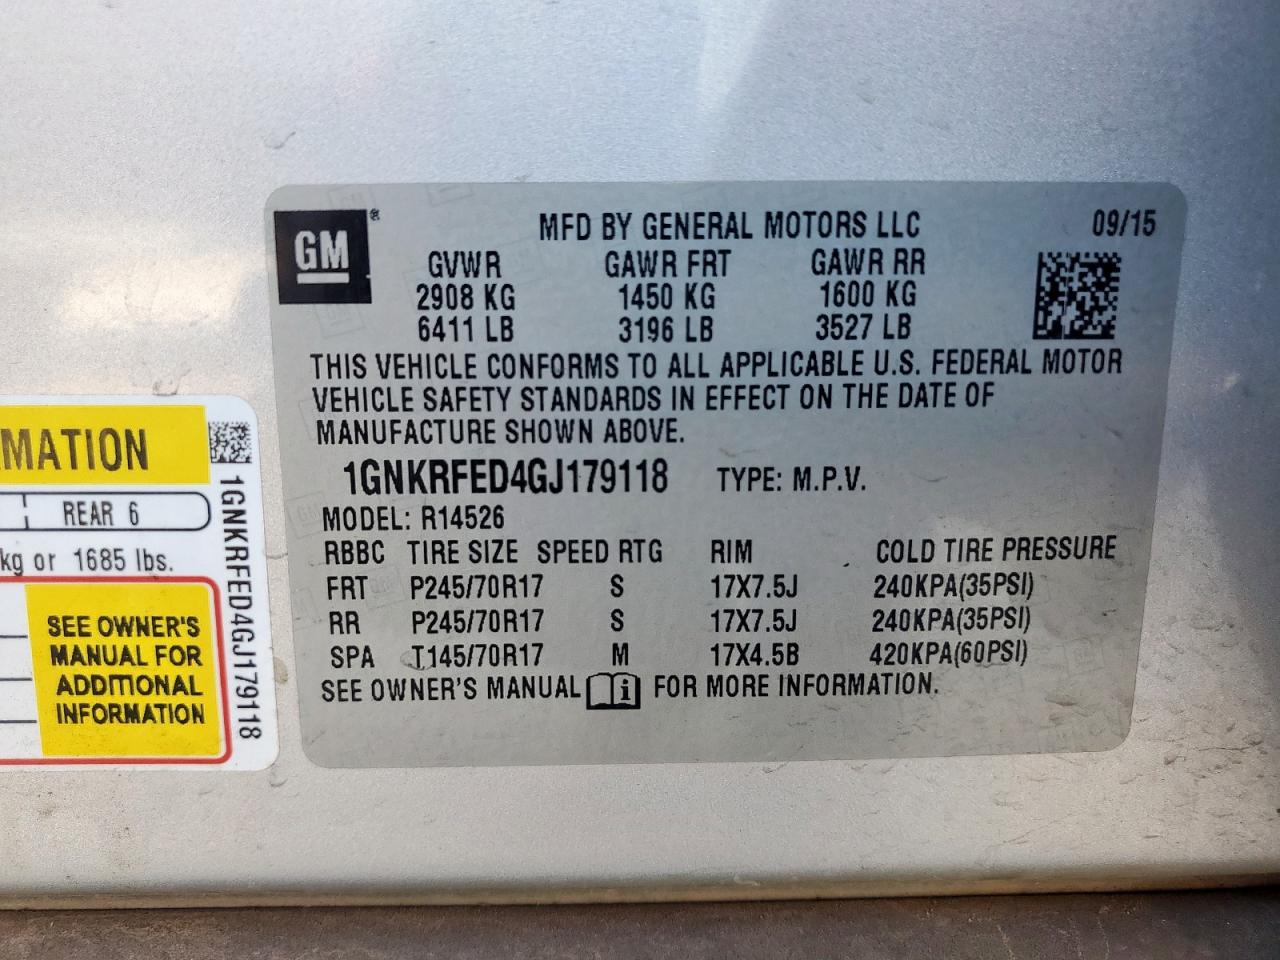 GM
®
MFD BY GENERAL MOTORS LLC 09/15
GVWR GAWR FRT GAWR RR
2908 KG 1450 KG 1600 KG
6411 LB 3196 LB 3527 LB
THIS VEHICLE CONFORMS TO ALL APPLICABLE U.S. FEDERAL MOTOR
VEHICLE SAFETY STANDARDS IN EFFECT ON THE DATE OF
MANUFACTURE SHOWN ABOVE.
1GNKRFED4GJ179118 TYPE: M.P.V.
MODEL: R14526
RBBC TIRE SIZE SPEED RTG RIM COLD TIRE PRESSURE
FRT P245/70R17 S 17X7.5J 240KPA(35PSI)
RR P245/70R17 S 17X7.5J 240KPA(35PSI)
SPA T145/70R17 M 17X4.5B 420KPA(60PSI)
SEE OWNER'S MANUAL i FOR MORE INFORMATION.
MATION
REAR 6
kg or 1685 lbs.
SEE OWNER'S
MANUAL FOR
ADDITIONAL
INFORMATION
1GNKRFED4GJ179118